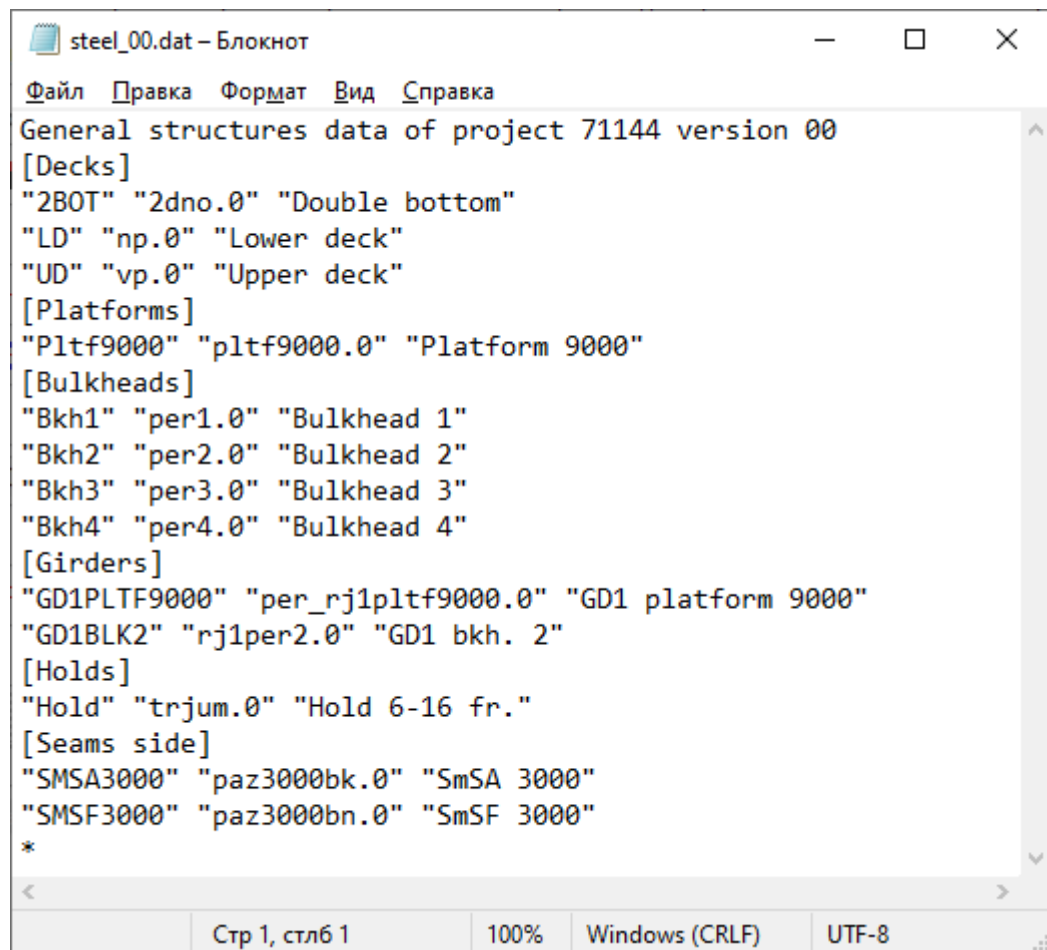 steel_00.dat – Блокнот
Файл Правка Формат Вид Справка
General structures data of project 71144 version 00
[Decks]
"2BOT" "2dno.0" "Double bottom"
"LD" "np.0" "Lower deck"
"UD" "vp.0" "Upper deck"
[Platforms]
"Pltf9000" "pltf9000.0" "Platform 9000"
[Bulkheads]
"Bkh1" "per1.0" "Bulkhead 1"
"Bkh2" "per2.0" "Bulkhead 2"
"Bkh3" "per3.0" "Bulkhead 3"
"Bkh4" "per4.0" "Bulkhead 4"
[Girders]
"GD1PLTF9000" "per_rj1pltf9000.0" "GD1 platform 9000"
"GD1BLK2" "rj1per2.0" "GD1 bkh. 2"
[Holds]
"Hold" "trjum.0" "Hold 6-16 fr."
[Seams side]
"SMSA3000" "paz3000bk.0" "SmSA 3000"
"SMSF3000" "paz3000bn.0" "SmSF 3000"
*
Стр 1, стлб 1 100% Windows (CRLF) UTF-8